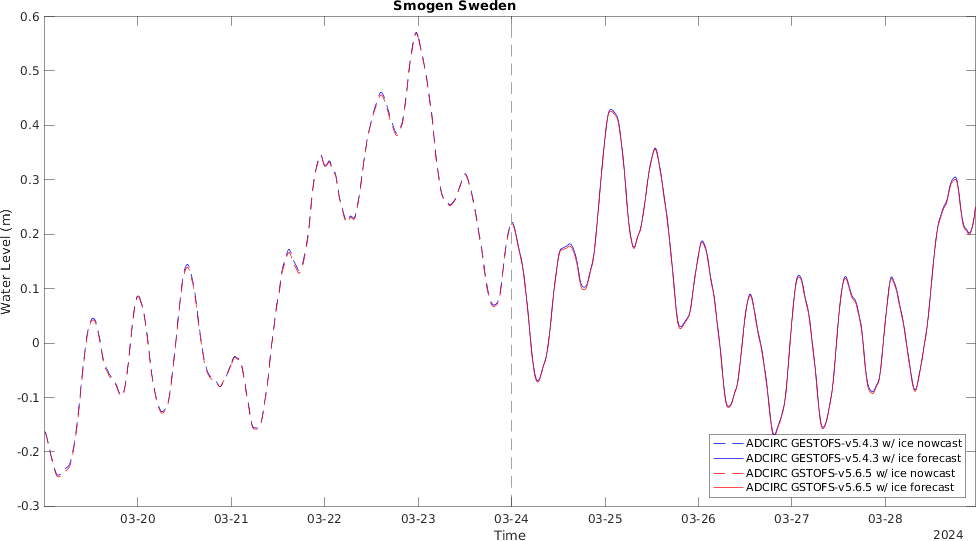 Smogen Sweden
0.6
0.5
0.4
0.3
0.2
0.1
0
-0.1
-0.2
-0.3
Water Level (m)
03-20 03-21 03-22 03-23 03-24 03-25 03-26 03-27 03-28
Time
2024
ADCIRC GESTOFS-v5.4.3 w/ ice nowcast
ADCIRC GESTOFS-v5.4.3 w/ ice forecast
ADCIRC GSTOFS-v5.6.5 w/ ice nowcast
ADCIRC GSTOFS-v5.6.5 w/ ice forecast